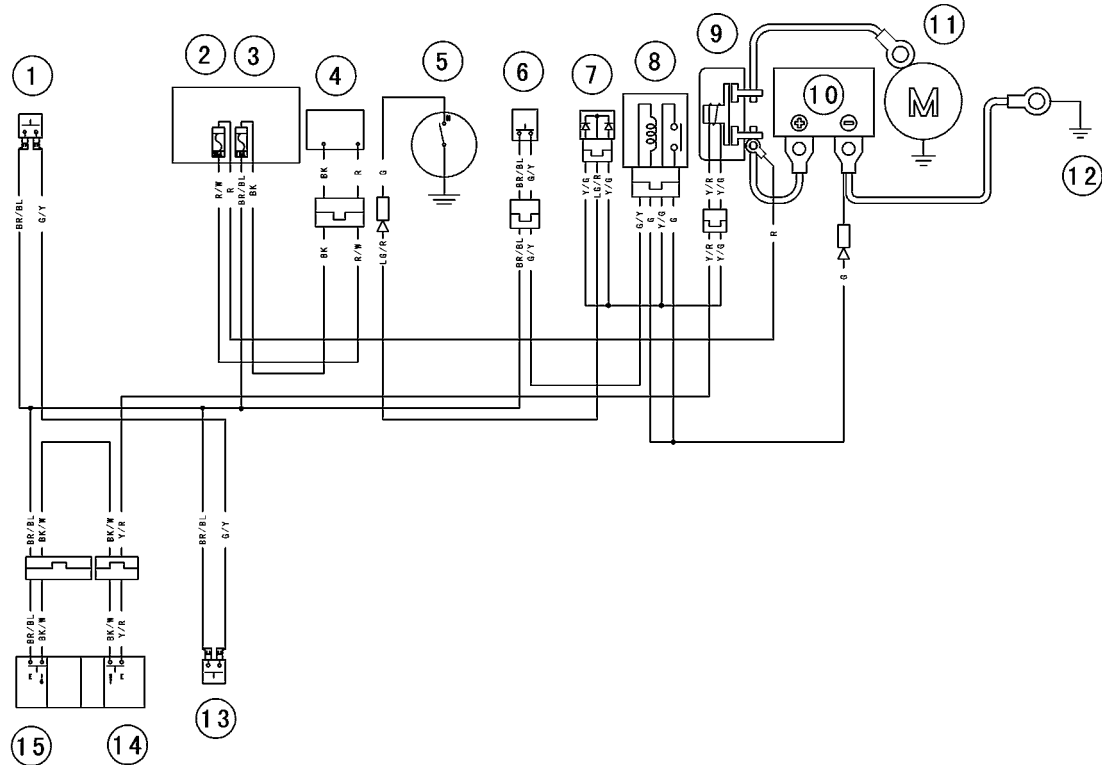 1
2 3
4
5
6
7
8
9
10
11
M
12
BR/BL
G/Y
R/W
R
BR/BL
BK
BK
R
BK
R/W
G
LG/R
BR/BL
G/Y
BR/BL
G/Y
Y/G
LG/R
Y/G
G/Y
G
Y/G
G
Y/R
Y/G
Y/R
Y/G
R
G
BR/BL
BK/W
BK/W
Y/R
BR/BL
G/Y
BR/BL
BK/W
BK/W
Y/R
13
15
14